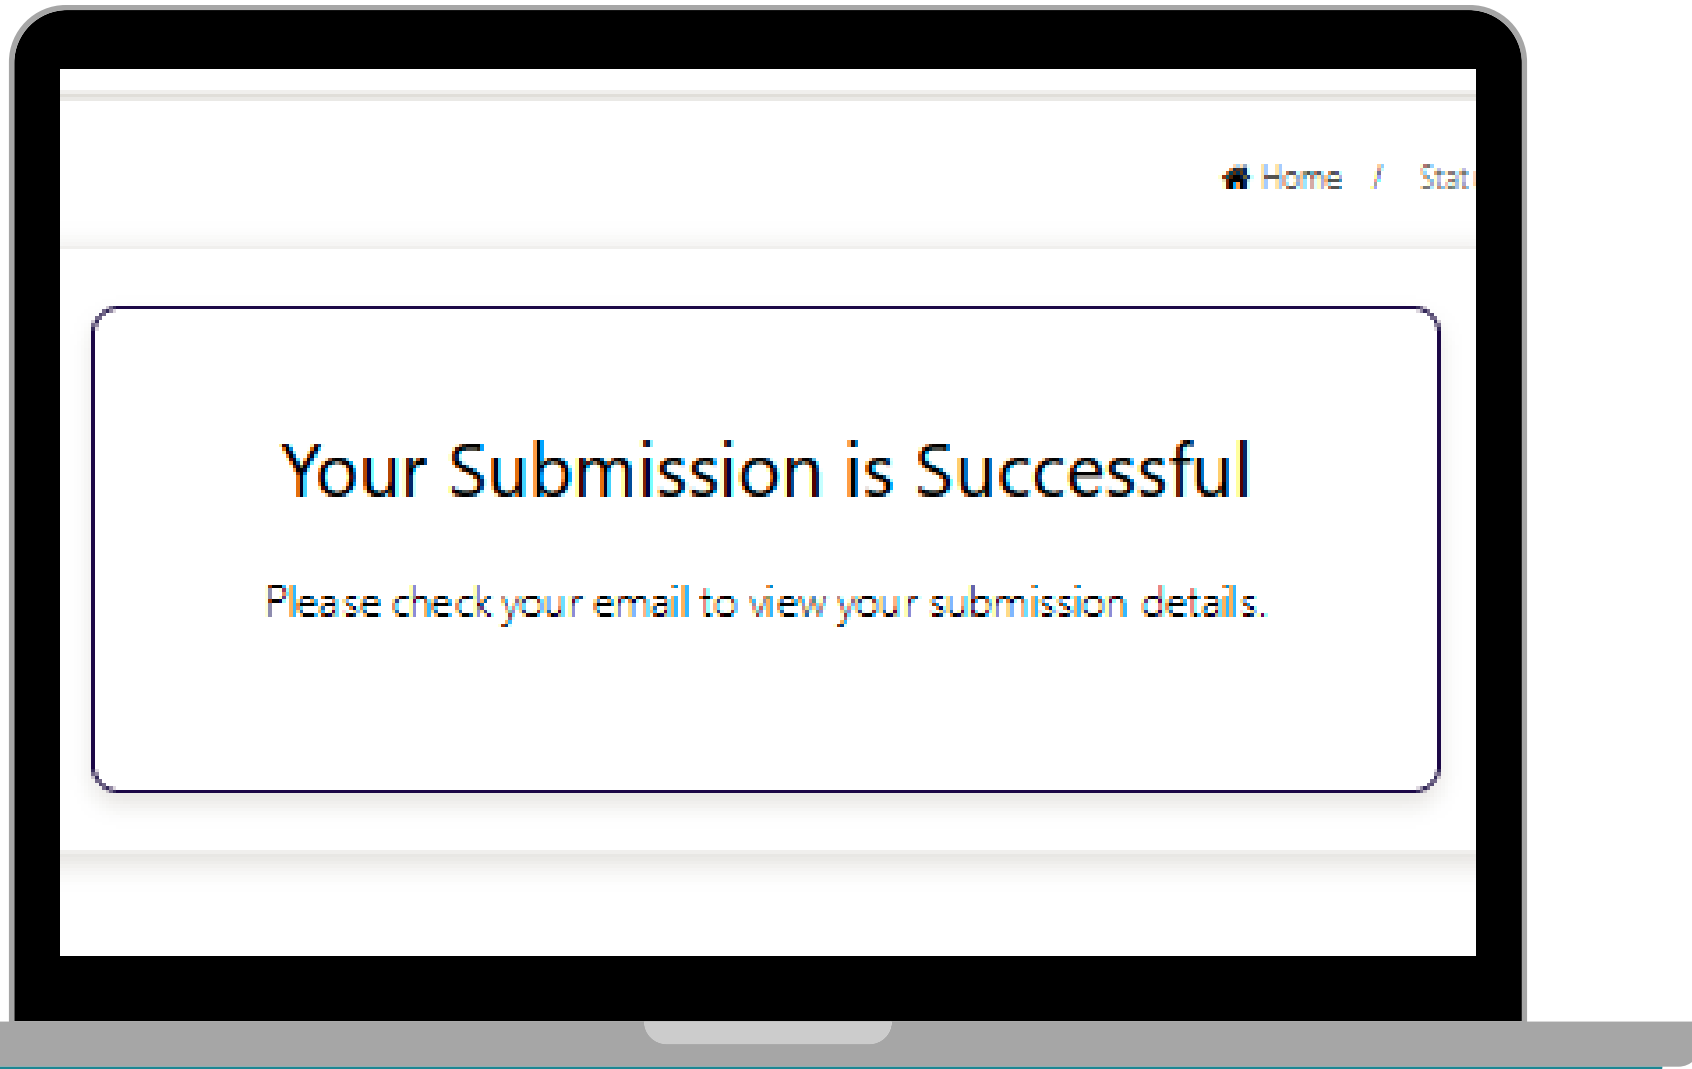 Home /
Your Submission is Successful
Please check your email to view your submission details.